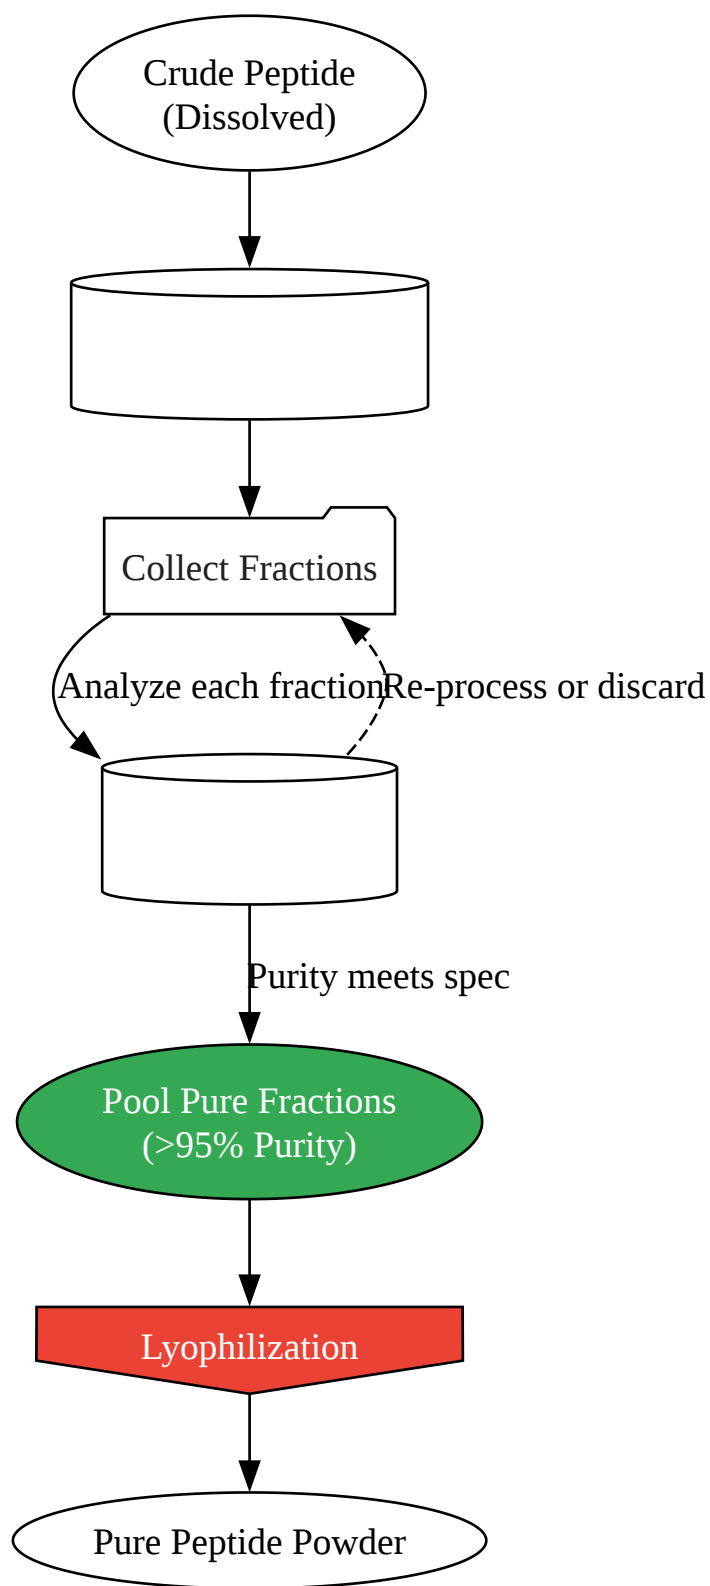 Crude Peptide
(Dissolved)
Collect Fractions
Analyze each fraction
Re-process or discard
Purity meets spec
Pool Pure Fractions
(>95% Purity)
Lyophilization
Pure Peptide Powder